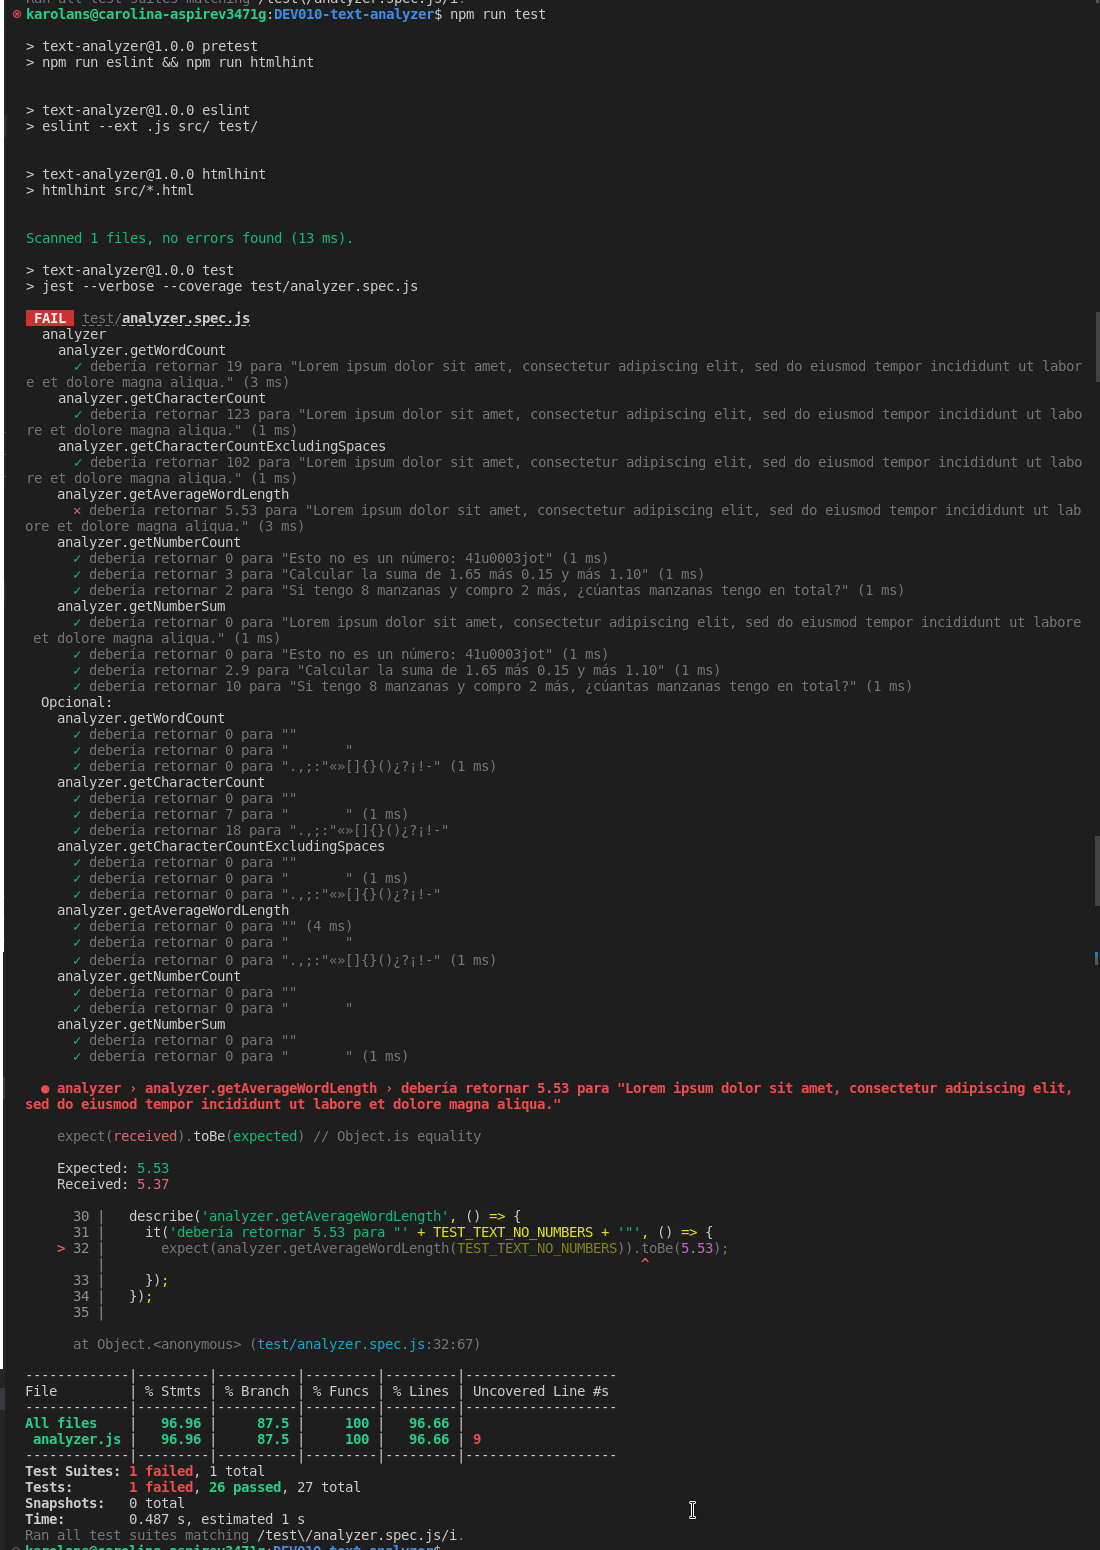 Ran all test suites matching /test\/analyzer.spec.js/i.
karolans@carolina-aspirev3471g:DEV010-text-analyzer$ npm run test
> text-analyzer@1.0.0 pretest
> npm run eslint && npm run htmlhint
> text-analyzer@1.0.0 eslint
> eslint --ext .js src/ test/
> text-analyzer@1.0.0 htmlhint
> htmlhint src/*.html
Scanned 1 files, no errors found (13 ms).
> text-analyzer@1.0.0 test
> jest --verbose --coverage test/analyzer.spec.js
FAIL test/analyzer.spec.js
analyzer
analyzer.getWordCount
✓ debería retornar 19 para "Lorem ipsum dolor sit amet, consectetur adipiscing elit, sed do eiusmod tempor incididunt ut labor
e et dolore magna aliqua." (3 ms)
analyzer.getCharacterCount
✓ debería retornar 123 para "Lorem ipsum dolor sit amet, consectetur adipiscing elit, sed do eiusmod tempor incididunt ut labo
re et dolore magna aliqua." (1 ms)
analyzer.getCharacterCountExcludingSpaces
✓ debería retornar 102 para "Lorem ipsum dolor sit amet, consectetur adipiscing elit, sed do eiusmod tempor incididunt ut labo
re et dolore magna aliqua." (1 ms)
analyzer.getAverageWordLength
✕ debería retornar 5.53 para "Lorem ipsum dolor sit amet, consectetur adipiscing elit, sed do eiusmod tempor incididunt ut lab
ore et dolore magna aliqua." (3 ms)
analyzer.getNumberCount
✓ debería retornar 0 para "Esto no es un número: 41u0003jot" (1 ms)
✓ debería retornar 3 para "Calcular la suma de 1.65 más 0.15 y más 1.10" (1 ms)
✓ debería retornar 2 para "Si tengo 8 manzanas y compro 2 más, ¿cúantas manzanas tengo en total?" (1 ms)
analyzer.getNumberSum
✓ debería retornar 0 para "Lorem ipsum dolor sit amet, consectetur adipiscing elit, sed do eiusmod tempor incididunt ut labore
et dolore magna aliqua." (1 ms)
✓ debería retornar 0 para "Esto no es un número: 41u0003jot" (1 ms)
✓ debería retornar 2.9 para "Calcular la suma de 1.65 más 0.15 y más 1.10" (1 ms)
✓ debería retornar 10 para "Si tengo 8 manzanas y compro 2 más, ¿cúantas manzanas tengo en total?" (1 ms)
Opcional:
analyzer.getWordCount
✓ debería retornar 0 para ""
✓ debería retornar 0 para "       "
✓ debería retornar 0 para ".,;:"«»[]{}()¿?¡!-" (1 ms)
analyzer.getCharacterCount
✓ debería retornar 0 para ""
✓ debería retornar 7 para "       " (1 ms)
✓ debería retornar 18 para ".,;:"«»[]{}()¿?¡!-"
analyzer.getCharacterCountExcludingSpaces
✓ debería retornar 0 para ""
✓ debería retornar 0 para "       " (1 ms)
✓ debería retornar 0 para ".,;:"«»[]{}()¿?¡!-"
analyzer.getAverageWordLength
✓ debería retornar 0 para "" (4 ms)
✓ debería retornar 0 para "       "
✓ debería retornar 0 para ".,;:"«»[]{}()¿?¡!-" (1 ms)
analyzer.getNumberCount
✓ debería retornar 0 para ""
✓ debería retornar 0 para "       "
analyzer.getNumberSum
✓ debería retornar 0 para ""
✓ debería retornar 0 para "       " (1 ms)
● analyzer › analyzer.getAverageWordLength › debería retornar 5.53 para "Lorem ipsum dolor sit amet, consectetur adipiscing elit,
sed do eiusmod tempor incididunt ut labore et dolore magna aliqua."
expect(received).toBe(expected) // Object.is equality
Expected: 5.53
Received: 5.37
30 |   describe('analyzer.getAverageWordLength', () => {
31 |     it('debería retornar 5.53 para "' + TEST_TEXT_NO_NUMBERS + '"', () => {
> 32 |       expect(analyzer.getAverageWordLength(TEST_TEXT_NO_NUMBERS)).toBe(5.53);
|                                                                   ^
33 |     });
34 |   });
35 |
at Object.<anonymous> (test/analyzer.spec.js:32:67)
-------------|---------|----------|---------|---------|-------------------
File         | % Stmts | % Branch | % Funcs | % Lines | Uncovered Line #s
-------------|---------|----------|---------|---------|-------------------
All files    |   96.96 |     87.5 |     100 |   96.66 |
analyzer.js |   96.96 |     87.5 |     100 |   96.66 | 9
-------------|---------|----------|---------|---------|-------------------
Test Suites: 1 failed, 1 total
Tests:       1 failed, 26 passed, 27 total
Snapshots:   0 total
Time:        0.487 s, estimated 1 s
Ran all test suites matching /test\/analyzer.spec.js/i.
karolans@carolina-aspirev3471g:DEV010-text-analyzer$